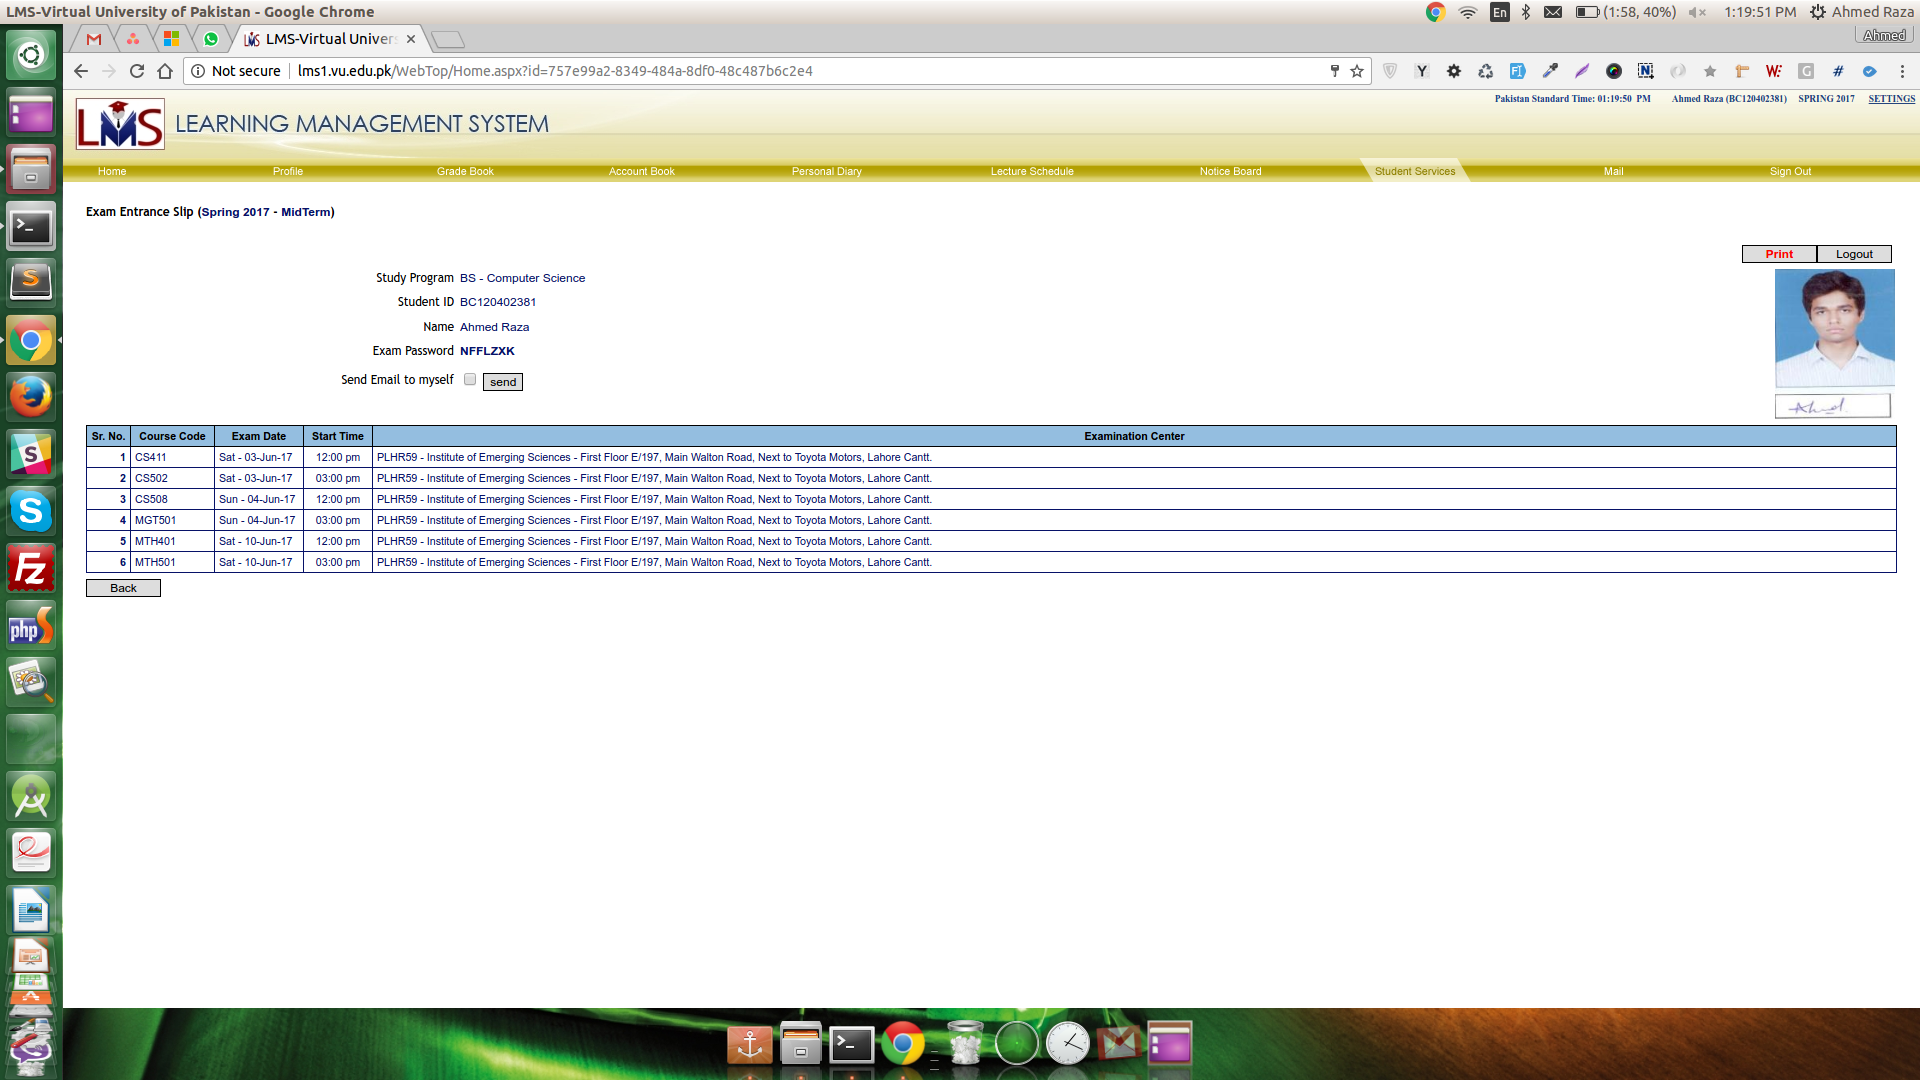 LMS-Virtual University of Pakistan - Google Chrome
En
(1:58, 40%)
1:19:51 PM
Ahmed Raza
LMS-Virtual Univers
Ahmed
Not secure
lms1.vu.edu.pk/WebTop/Home.aspx?id=757e99a2-8349-484a-8df0-48c487b6c2e4
Pakistan Standard Time: 01:19:50 PM
Ahmed Raza (BC120402381)
SPRING 2017
SETTINGS
LMS
LEARNING MANAGEMENT SYSTEM
Home
Profile
Grade Book
Account Book
Personal Diary
Lecture Schedule
Notice Board
Student Services
Mail
Sign Out
Exam Entrance Slip (Spring 2017 - MidTerm)
Print
Logout
Study Program BS - Computer Science
Student ID BC120402381
Name Ahmed Raza
Exam Password NFFLZXK
Send Email to myself send
Ahmed
Sr. No. Course Code Exam Date Start Time Examination Center
1 CS411 Sat - 03-Jun-17 12:00 pm PLHR59 - Institute of Emerging Sciences - First Floor E/197, Main Walton Road, Next to Toyota Motors, Lahore Cantt.
2 CS502 Sat - 03-Jun-17 03:00 pm PLHR59 - Institute of Emerging Sciences - First Floor E/197, Main Walton Road, Next to Toyota Motors, Lahore Cantt.
3 CS508 Sun - 04-Jun-17 12:00 pm PLHR59 - Institute of Emerging Sciences - First Floor E/197, Main Walton Road, Next to Toyota Motors, Lahore Cantt.
4 MGT501 Sun - 04-Jun-17 03:00 pm PLHR59 - Institute of Emerging Sciences - First Floor E/197, Main Walton Road, Next to Toyota Motors, Lahore Cantt.
5 MTH401 Sat - 10-Jun-17 12:00 pm PLHR59 - Institute of Emerging Sciences - First Floor E/197, Main Walton Road, Next to Toyota Motors, Lahore Cantt.
6 MTH501 Sat - 10-Jun-17 03:00 pm PLHR59 - Institute of Emerging Sciences - First Floor E/197, Main Walton Road, Next to Toyota Motors, Lahore Cantt.
Back